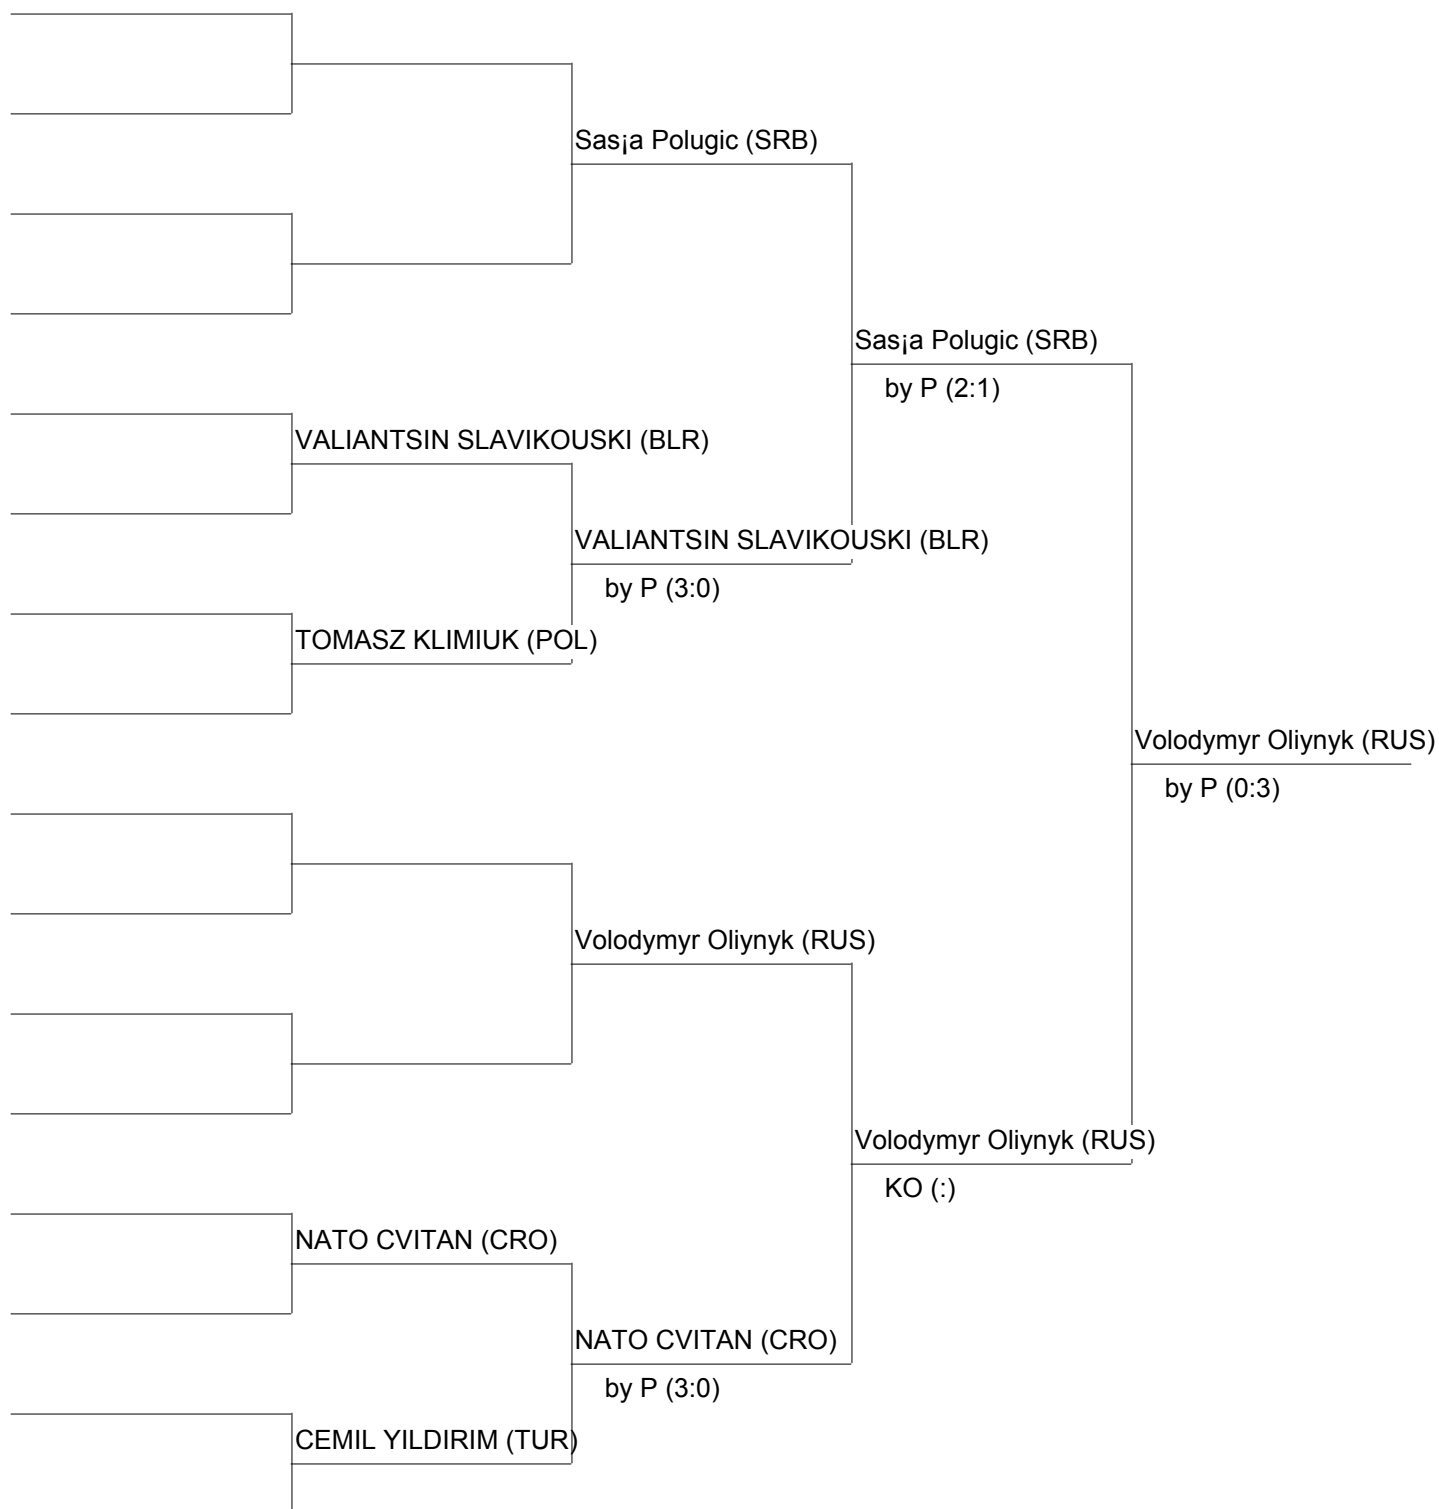 Sas¡a Polugic (SRB)
Sas¡a Polugic (SRB)
by P (2:1)
VALIANTSIN SLAVIKOUSKI (BLR)
VALIANTSIN SLAVIKOUSKI (BLR)
by P (3:0)
TOMASZ KLIMIUK (POL)
Volodymyr Oliynyk (RUS)
by P (0:3)
Volodymyr Oliynyk (RUS)
Volodymyr Oliynyk (RUS)
KO (:)
NATO CVITAN (CRO)
NATO CVITAN (CRO)
by P (3:0)
CEMIL YILDIRIM (TUR)